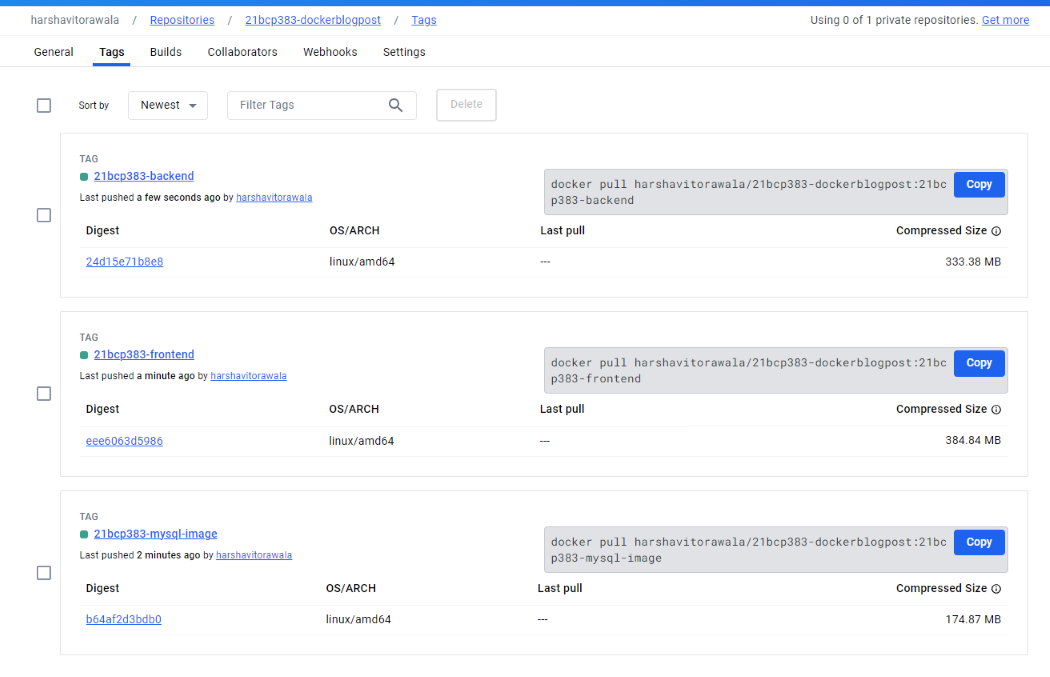 harshavitorawala / Repositories / 21bcp383-dockerblogpost / Tags Using 0 of 1 private repositories. Get more
General Tags Builds Collaborators Webhooks Settings
Sort by Newest Filter Tags Delete
TAG
21bcp383-backend
Last pushed a few seconds ago by harshavitorawala
docker pull harshavitorawala/21bcp383-dockerblogpost:21bc
p383-backend
Copy
Digest OS/ARCH Last pull Compressed Size
24d15e71b8e8 linux/amd64 --- 333.38 MB
TAG
21bcp383-frontend
Last pushed a minute ago by harshavitorawala
docker pull harshavitorawala/21bcp383-dockerblogpost:21bc
p383-frontend
Copy
Digest OS/ARCH Last pull Compressed Size
eee6063d5986 linux/amd64 --- 384.84 MB
TAG
21bcp383-mysql-image
Last pushed 2 minutes ago by harshavitorawala
docker pull harshavitorawala/21bcp383-dockerblogpost:21bc
p383-mysql-image
Copy
Digest OS/ARCH Last pull Compressed Size
b64af2d3bdb0 linux/amd64 --- 174.87 MB